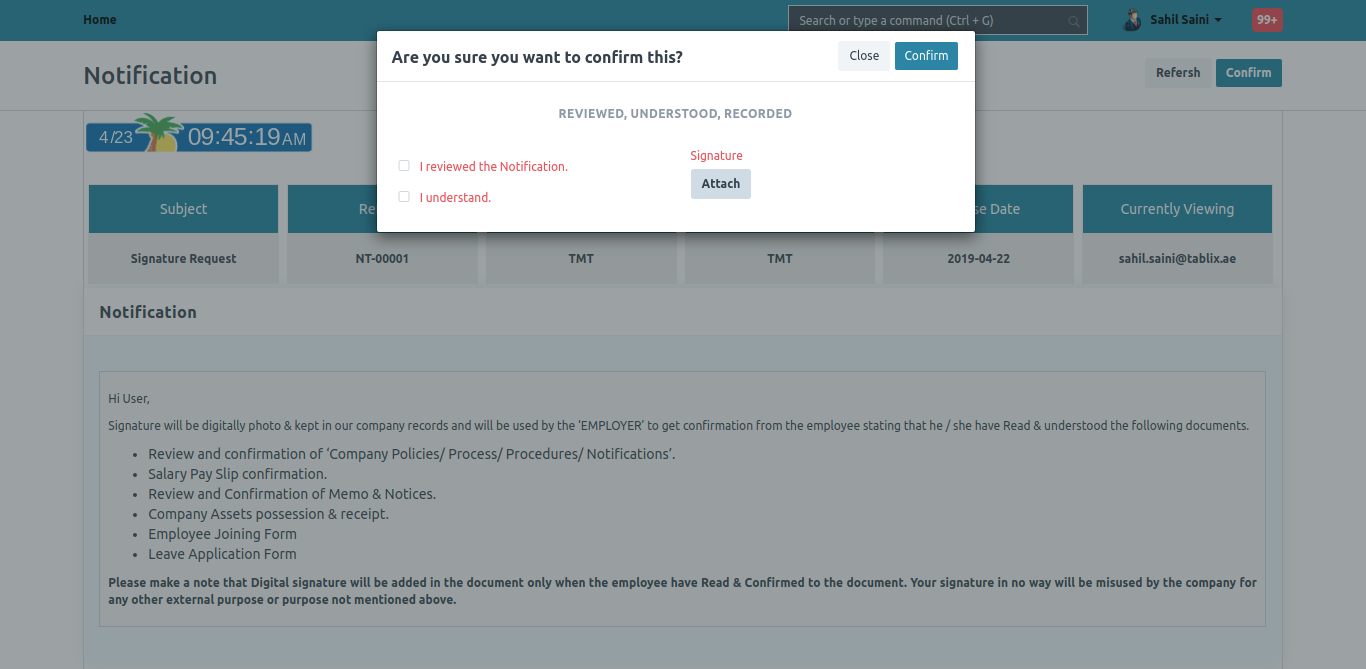 Home
Search or type a command (Ctrl + G)
Sahil Saini
99+
Are you sure you want to confirm this?
Close
Confirm
Notification
Refersh
Confirm
REVIEWED, UNDERSTOOD, RECORDED
4/23
09:45:19 AM
I reviewed the Notification.
I understand.
Signature
Attach
Subject
Re
se Date
Currently Viewing
Signature Request
NT-00001
TMT
TMT
2019-04-22
sahil.saini@tablix.ae
Notification
Hi User,
Signature will be digitally photo & kept in our company records and will be used by the ‘EMPLOYER’ to get confirmation from the employee stating that he / she have Read & understood the following documents.
• Review and confirmation of ‘Company Policies/ Process/ Procedures/ Notifications’.
• Salary Pay Slip confirmation.
• Review and Confirmation of Memo & Notices.
• Company Assets possession & receipt.
• Employee Joining Form
• Leave Application Form
Please make a note that Digital signature will be added in the document only when the employee have Read & Confirmed to the document. Your signature in no way will be misused by the company for
any other external purpose or purpose not mentioned above.